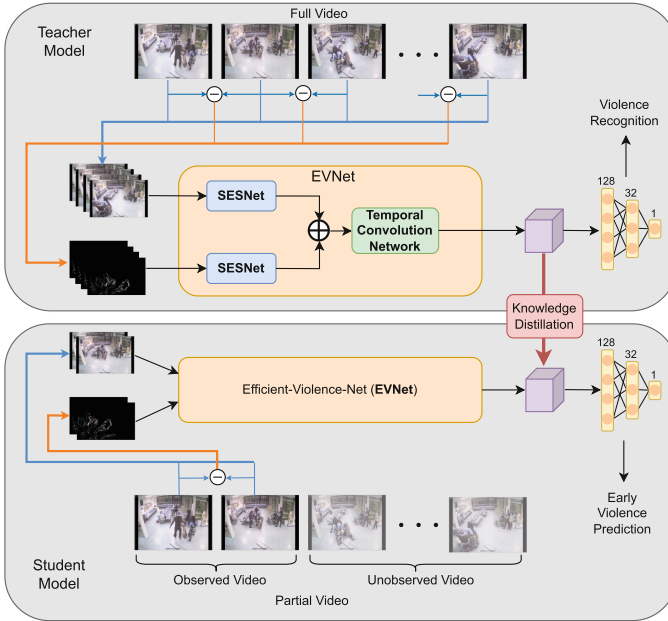 Full Video
Teacher
Model
Violence
Recognition
EVNet
SESNet
Temporal
Convolution
Network
SESNet
128
32
1
Knowledge
Distillation
Efficient-Violence-Net (EVNet)
128
32
1
Early
Violence
Prediction
Student
Model
Observed Video
Unobserved Video
Partial Video